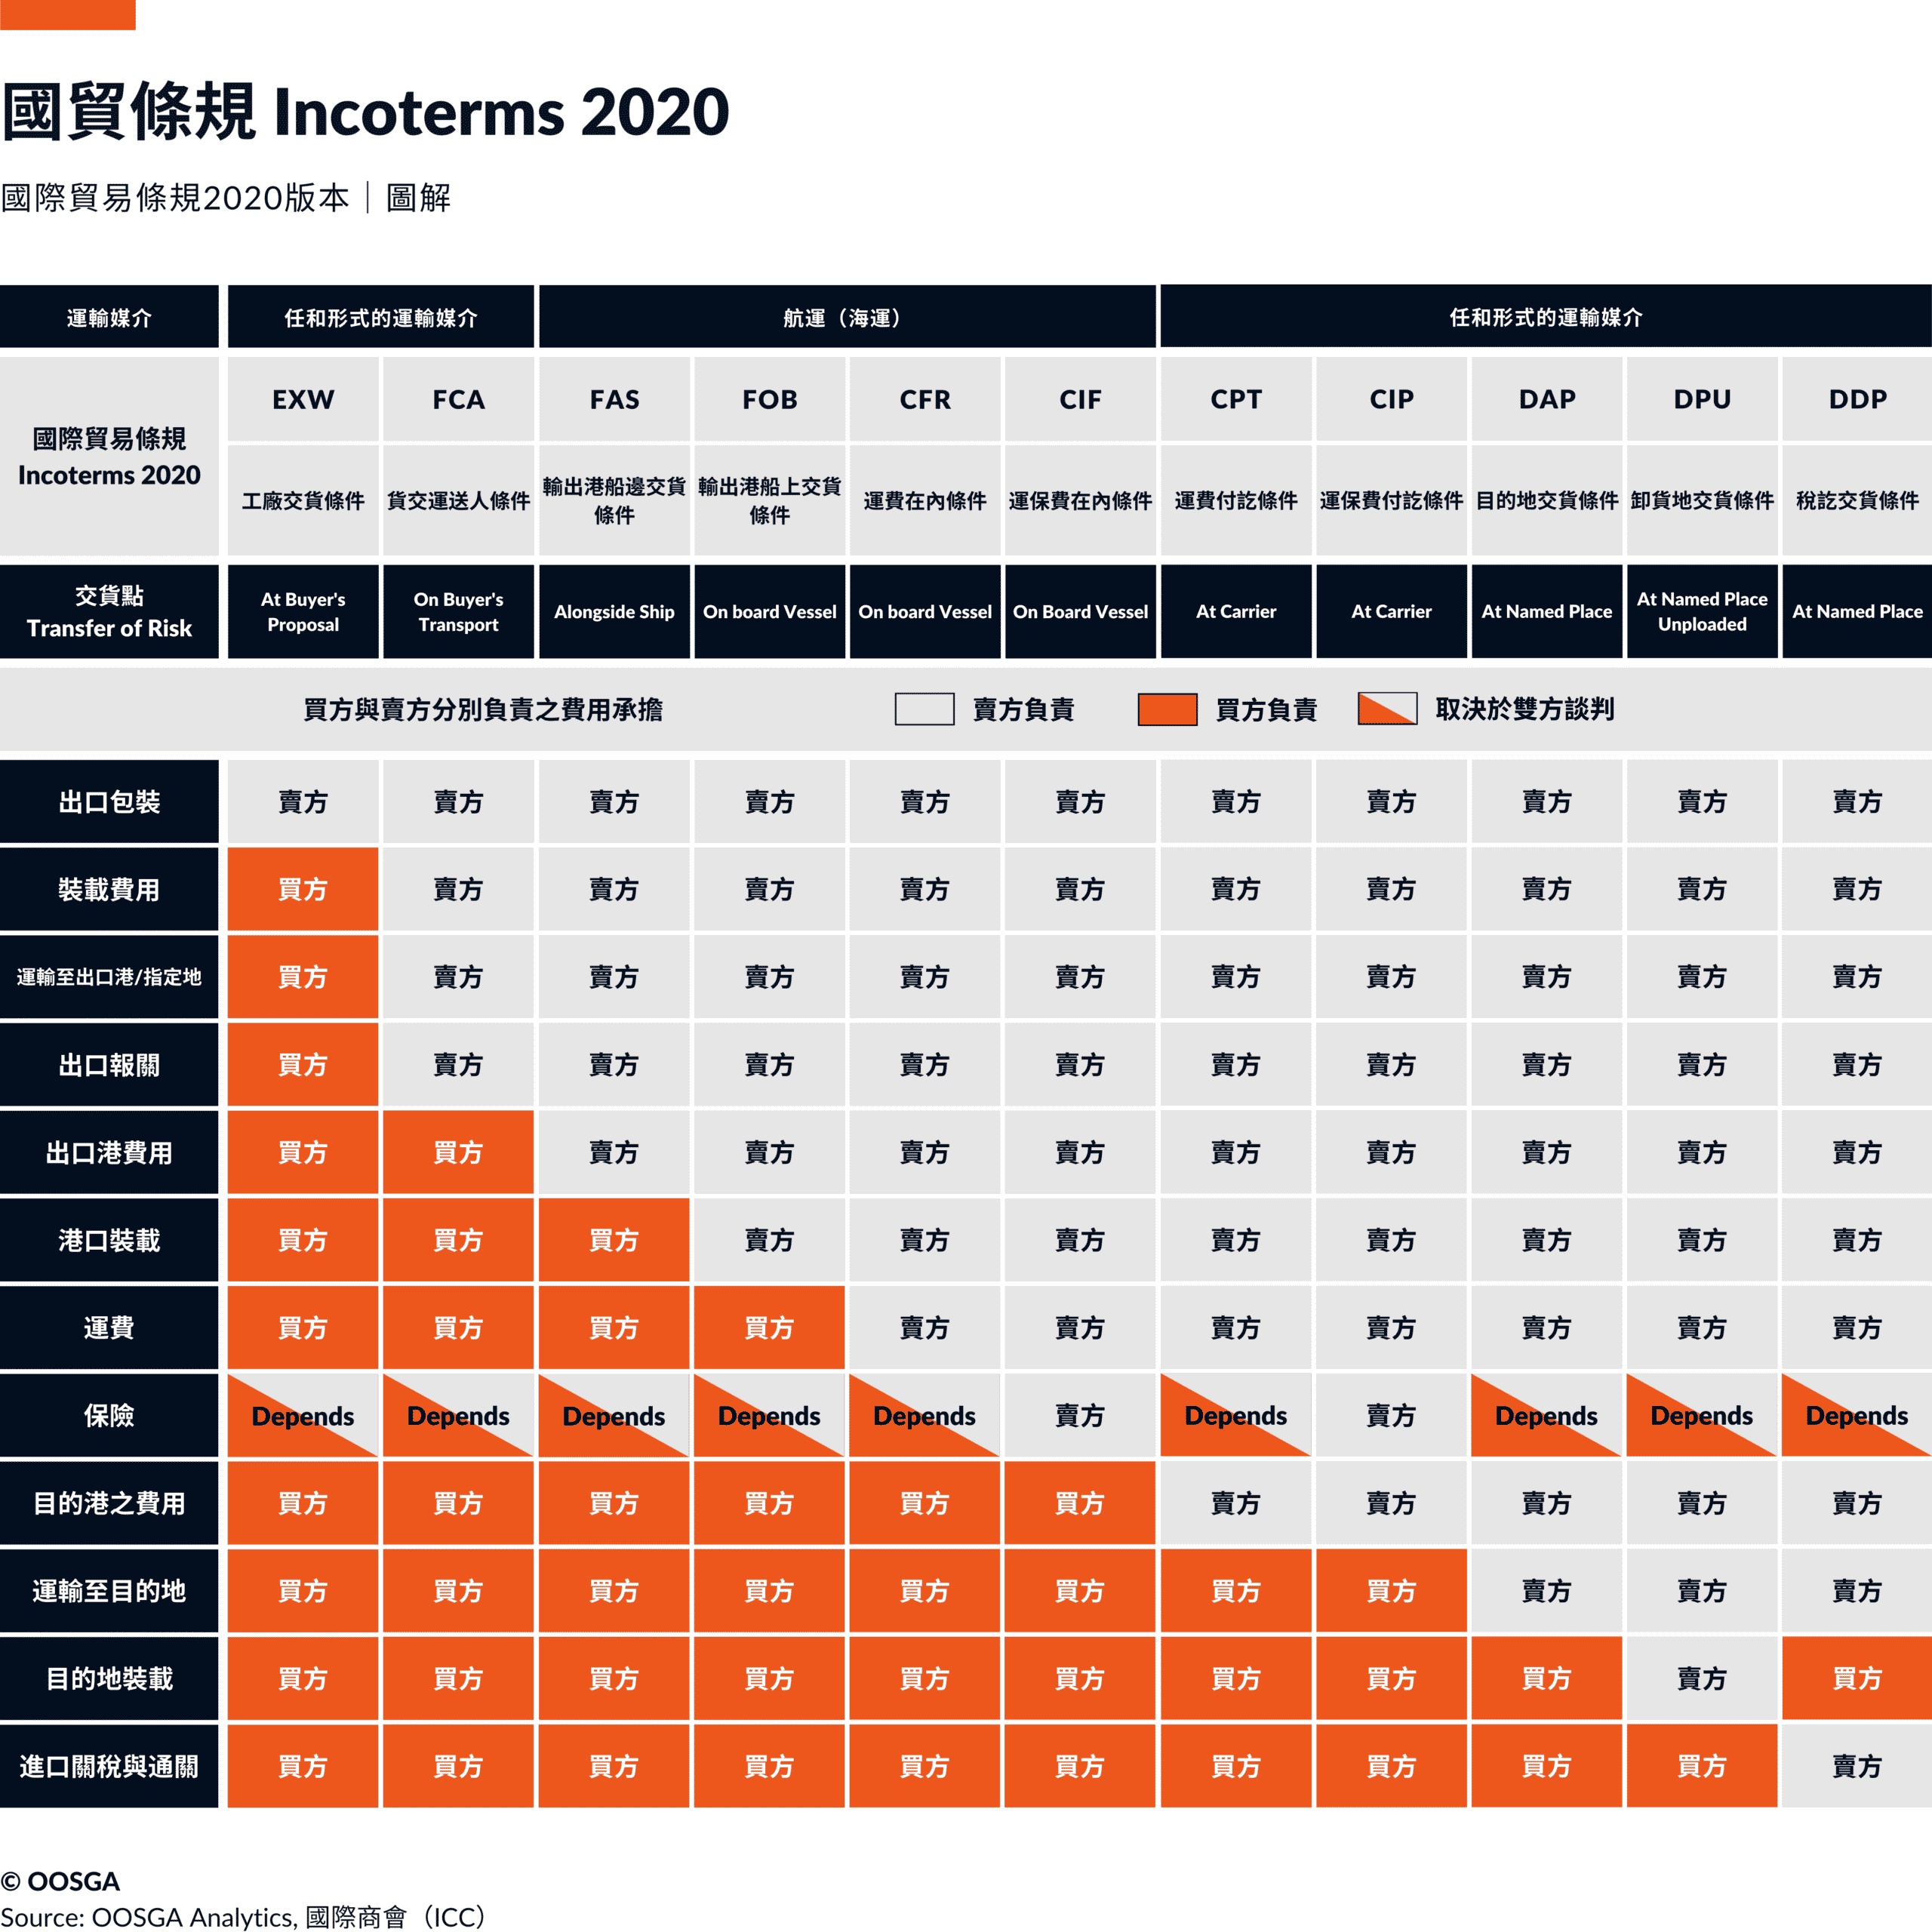 國貿條規 Incoterms 2020
國際貿易條規2020版本｜圖解
運輸媒介 任和形式的運輸媒介 航運（海運） 任和形式的運輸媒介
國際貿易條規
Incoterms 2020
EXW FCA FAS FOB CFR CIF CPT CIP DAP DPU DDP
工廠交貨條件 貨交運送人條件 輸出港船邊交貨條件 輸出港船上交貨條件 運費在內條件 運保費在內條件 運費付訖條件 運保費付訖條件 目的地交貨條件 卸貨地交貨條件 稅訖交貨條件
交貨點
Transfer of Risk
At Buyer's Proposal On Buyer's Transport Alongside Ship On board Vessel On board Vessel On Board Vessel At Carrier At Carrier At Named Place At Named Place Unploaded At Named Place
買方與賣方分別負責之費用承擔 賣方負責 買方負責 取決於雙方談判
出口包裝 賣方 賣方 賣方 賣方 賣方 賣方 賣方 賣方 賣方 賣方 賣方
裝載費用 買方 賣方 賣方 賣方 賣方 賣方 賣方 賣方 賣方 賣方 賣方
運輸至出口港/指定地 買方 賣方 賣方 賣方 賣方 賣方 賣方 賣方 賣方 賣方 賣方
出口報關 買方 賣方 賣方 賣方 賣方 賣方 賣方 賣方 賣方 賣方 賣方
出口港費用 買方 買方 賣方 賣方 賣方 賣方 賣方 賣方 賣方 賣方 賣方
港口裝載 買方 買方 買方 賣方 賣方 賣方 賣方 賣方 賣方 賣方 賣方
運費 買方 買方 買方 買方 賣方 賣方 賣方 賣方 賣方 賣方 賣方
保險 Depends Depends Depends Depends Depends 賣方 Depends 賣方 Depends Depends Depends
目的港之費用 買方 買方 買方 買方 買方 買方 賣方 賣方 賣方 賣方 賣方
運輸至目的地 買方 買方 買方 買方 買方 買方 買方 買方 賣方 賣方 賣方
目的地裝載 買方 買方 買方 買方 買方 買方 買方 買方 買方 賣方 買方
進口關稅與通關 買方 買方 買方 買方 買方 買方 買方 買方 買方 買方 賣方
© OOSGA
Source: OOSGA Analytics, 國際商會（ICC）